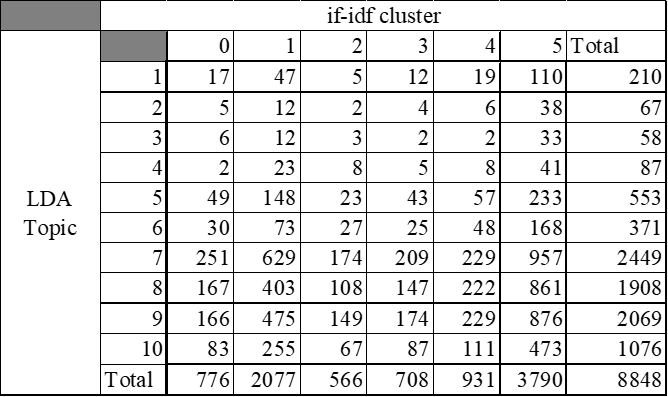 if-idf cluster
0 1 2 3 4 5 Total
1 17 47 5 12 19 110 210
2 5 12 2 4 6 38 67
3 6 12 3 2 2 33 58
4 2 23 8 5 8 41 87
LDA Topic
5 49 148 23 43 57 233 553
6 30 73 27 25 48 168 371
7 251 629 174 209 229 957 2449
8 167 403 108 147 222 861 1908
9 166 475 149 174 229 876 2069
10 83 255 67 87 111 473 1076
Total 776 2077 566 708 931 3790 8848